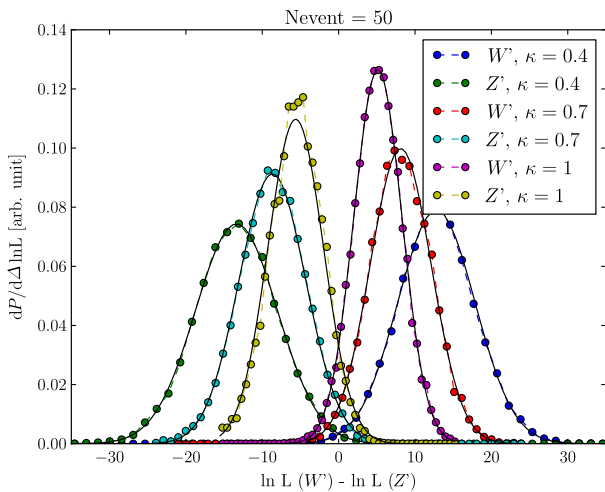 Nevent = 50
0.14
0.12
0.10
0.08
0.06
0.04
0.02
0.00
dP/dΔlnL [arb. unit]
W', κ = 0.4
Z', κ = 0.4
W', κ = 0.7
Z', κ = 0.7
W', κ = 1
Z', κ = 1
−30 −20 −10 0 10 20 30
ln L (W') - ln L (Z')